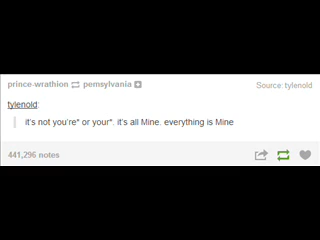 prince-wrathion pemsylvania Source: tylenold
tylenold:
it's not you're* or your*. it's all Mine. everything is Mine
441,296 notes